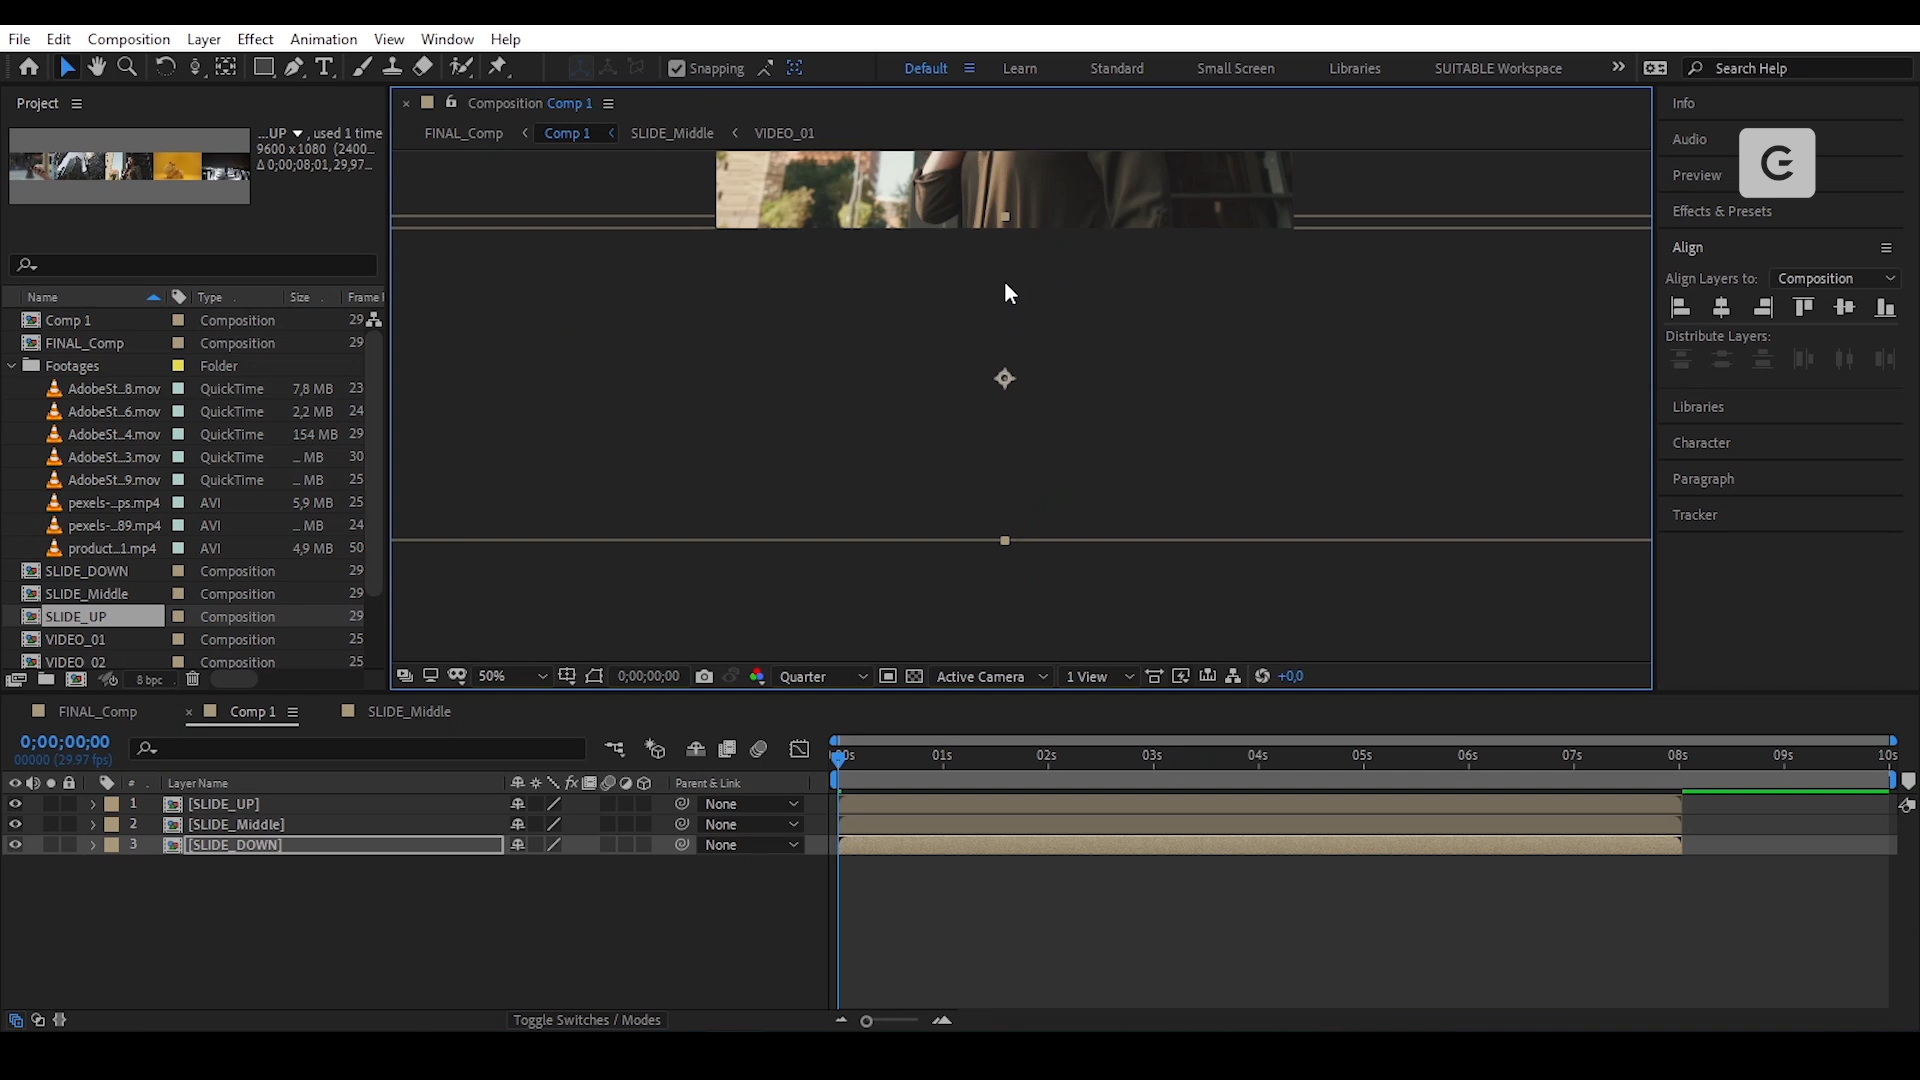 File Edit Composition Layer Effect Animation View Window Help
Snapping Default Learn Standard Small Screen Libraries SUITABLE Workspace Search Help
Project
...UP , used 1 time
9600 x 1080 (2400...
Δ 0;00;08;01, 29,97...
Name Type Size Frame
Comp 1 Composition 29
FINAL_Comp Composition 29
Footages Folder
AdobeSt...8.mov QuickTime 7,8 MB 23
AdobeSt...6.mov QuickTime 2,2 MB 24
AdobeSt...4.mov QuickTime 154 MB 29
AdobeSt...3.mov QuickTime ... MB 30
AdobeSt...9.mov QuickTime ... MB 25
pexels-...ps.mp4 AVI 5,9 MB 25
pexels-...89.mp4 AVI ... MB 24
product...1.mp4 AVI 4,9 MB 50
SLIDE_DOWN Composition 29
SLIDE_Middle Composition 29
SLIDE_UP Composition 29
VIDEO_01 Composition 25
VIDEO_02 Composition 25
8 bpc
Composition Comp 1
FINAL_Comp Comp 1 SLIDE_Middle VIDEO_01
50% 0;00;00;00 Quarter Active Camera 1 View +0,0
Info
Audio
Preview
Effects & Presets
Align
Align Layers to: Composition
Distribute Layers:
Libraries
Character
Paragraph
Tracker
FINAL_Comp Comp 1 SLIDE_Middle
0;00;00;00
00000 (29.97 fps)
:00s 01s 02s 03s 04s 05s 06s 07s 08s 09s 10s
# Layer Name fx Parent & Link
1 [SLIDE_UP] None
2 [SLIDE_Middle] None
3 [SLIDE_DOWN] None
Toggle Switches / Modes